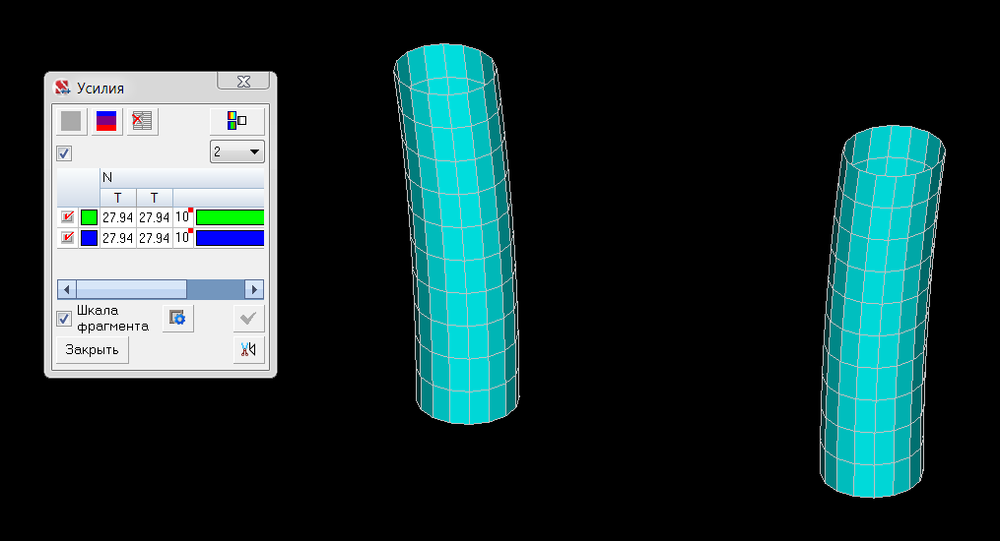 Усилия
2
N
Т Т
27.94 27.94 10
27.94 27.94 10
Шкала
фрагмента
Закрыть